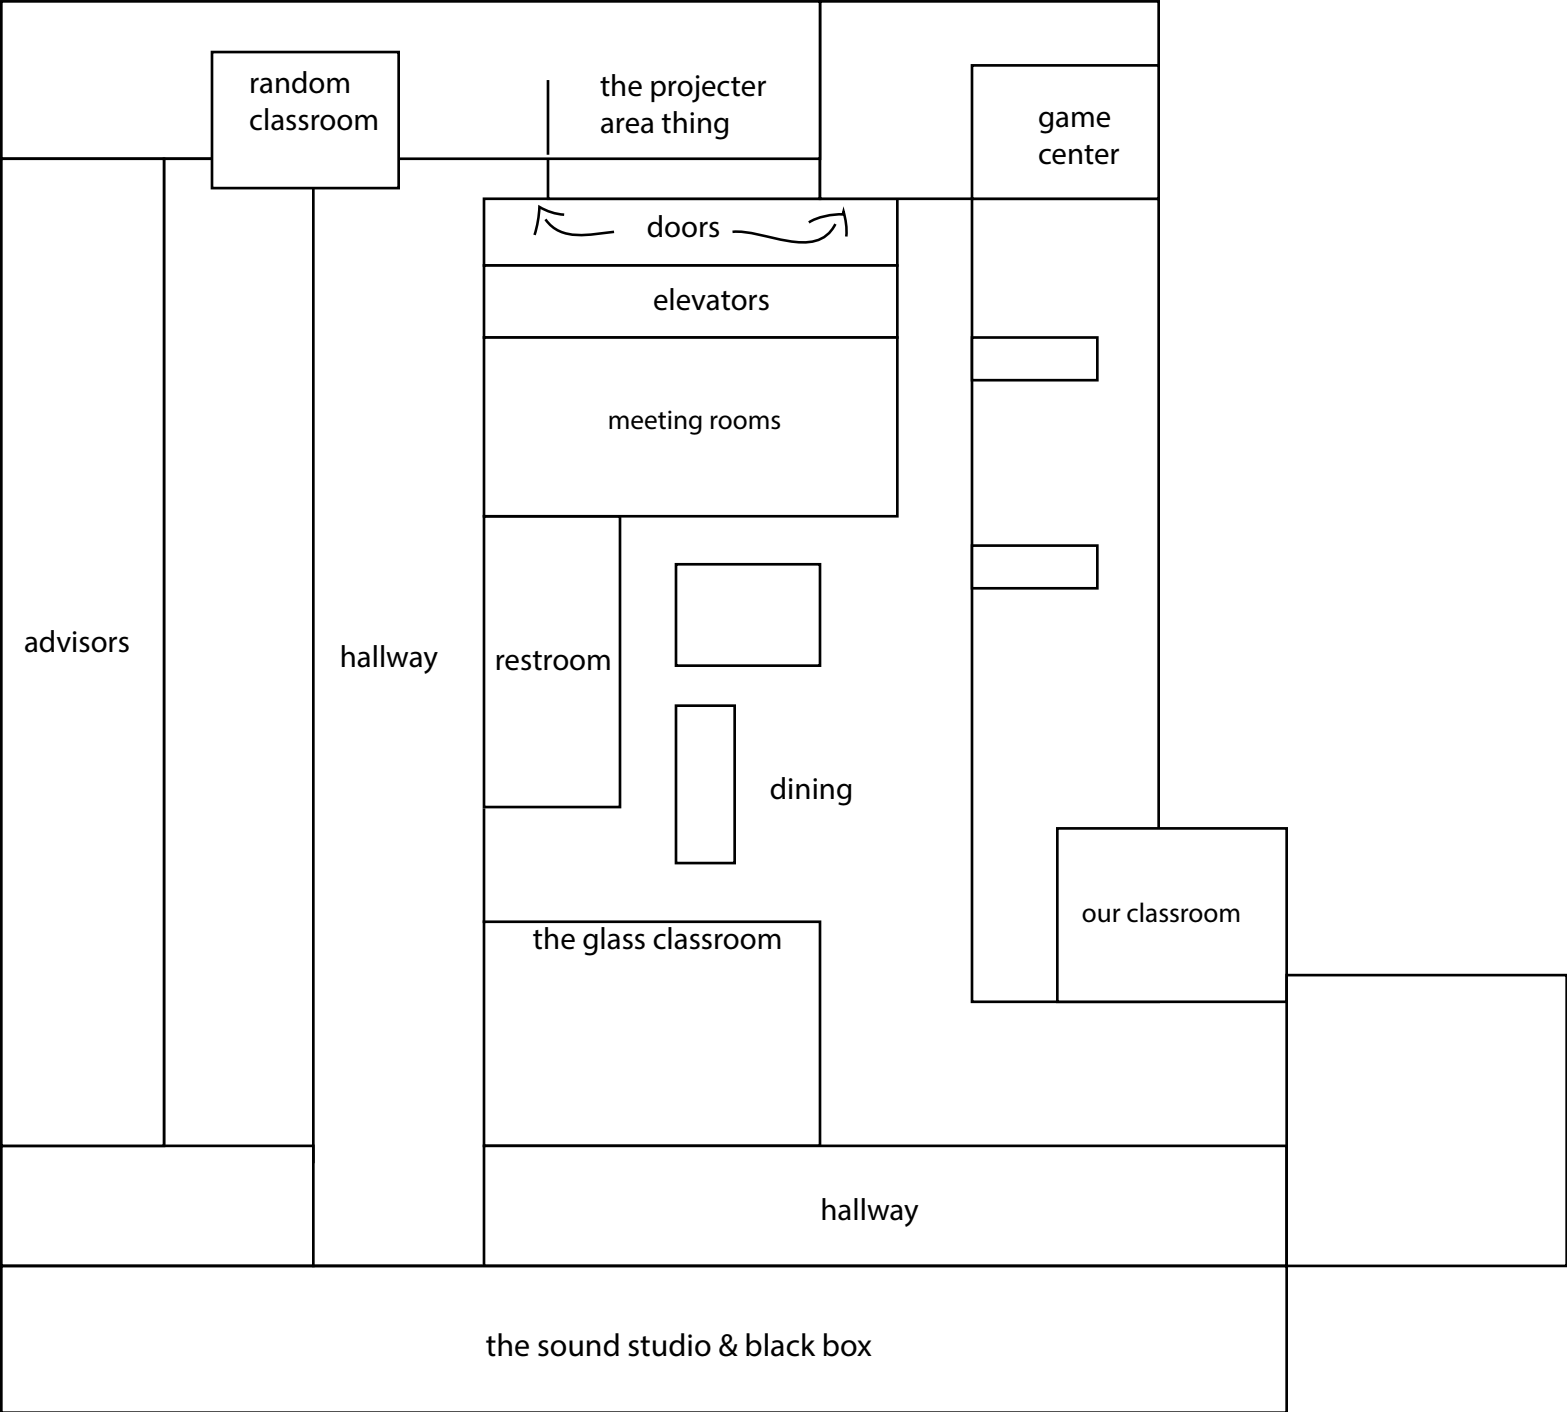 random
classroom
the projecter
area thing
game
center
doors
elevators
meeting rooms
advisors
hallway
restroom
dining
our classroom
the glass classroom
hallway
the sound studio & black box